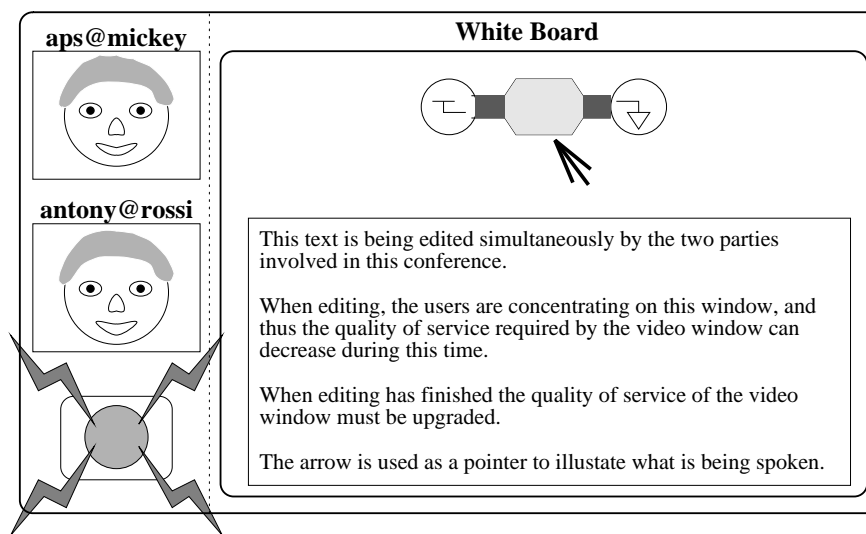 aps@mickey
White Board
antony@rossi
This text is being edited simultaneously by the two parties
involved in this conference.
When editing, the users are concentrating on this window, and
thus the quality of service required by the video window can
decrease during this time.
When editing has finished the quality of service of the video
window must be upgraded.
The arrow is used as a pointer to illustate what is being spoken.